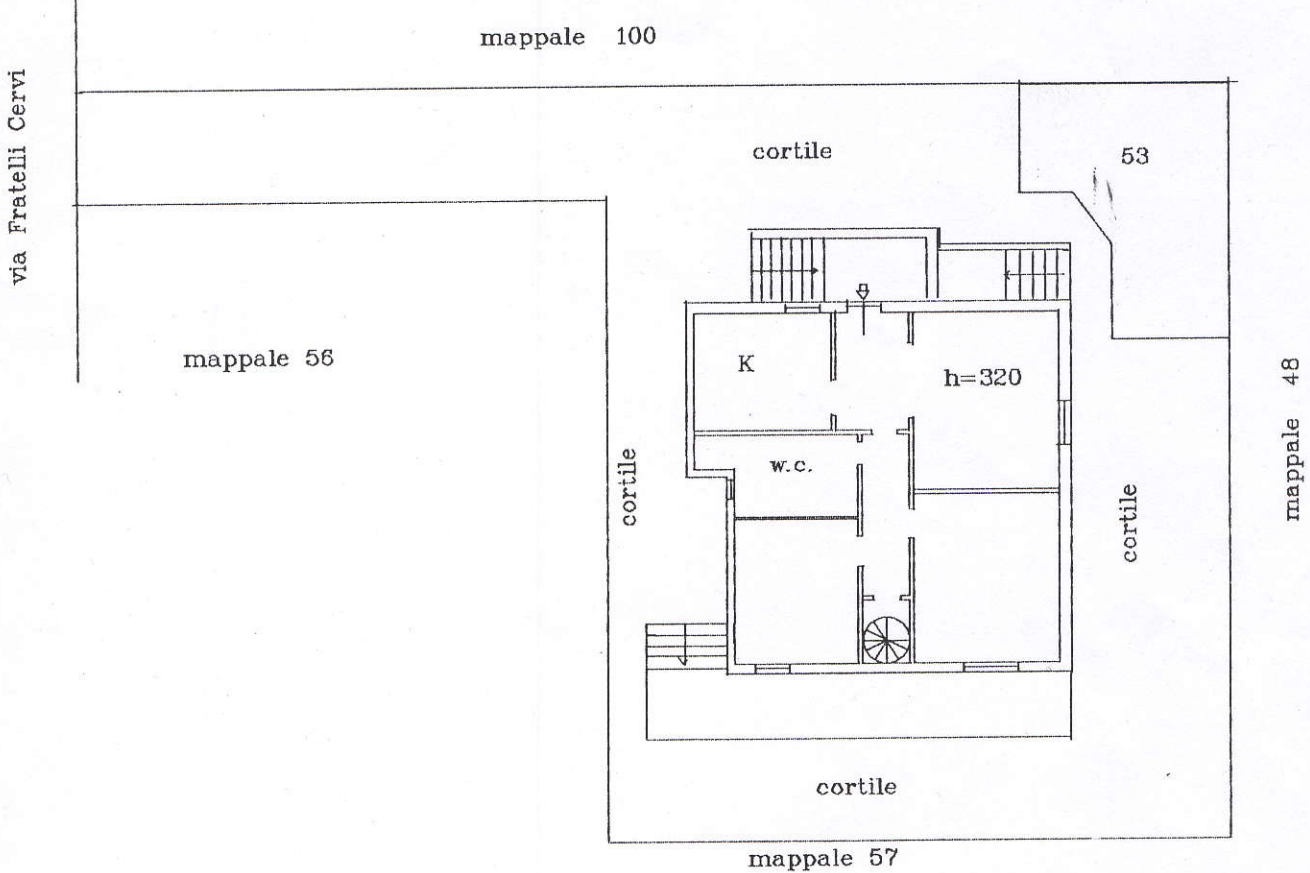 mappale 100
via Fratelli Cervi
cortile
53
mappale 56
K
h=320
mappale 48
w.c.
cortile
cortile
cortile
mappale 57